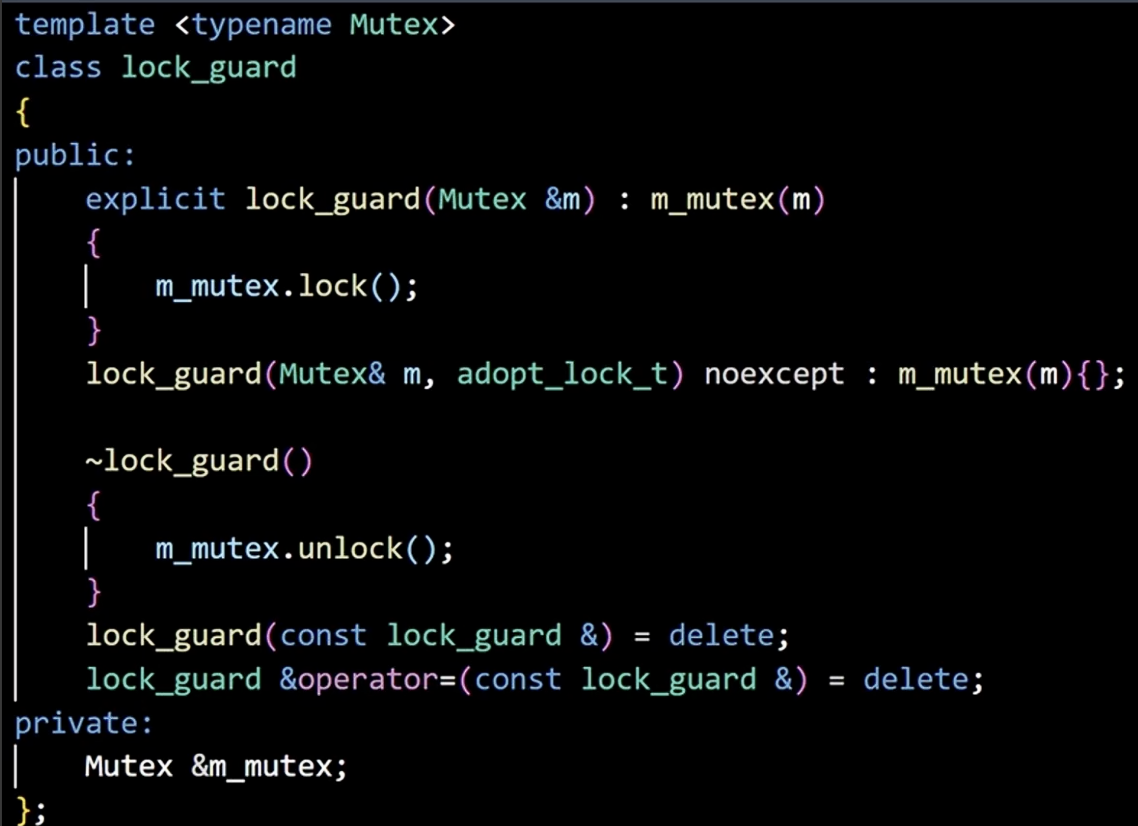 template <typename Mutex>
class lock_guard
{
public:
    explicit lock_guard(Mutex &m) : m_mutex(m)
    {
        m_mutex.lock();
    }
    lock_guard(Mutex& m, adopt_lock_t) noexcept : m_mutex(m){};

    ~lock_guard()
    {
        m_mutex.unlock();
    }
    lock_guard(const lock_guard &) = delete;
    lock_guard &operator=(const lock_guard &) = delete;
private:
    Mutex &m_mutex;
};